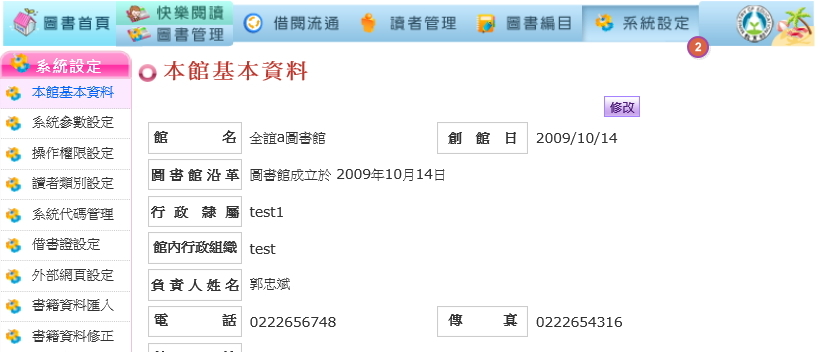 圖書首頁
快樂閱讀
圖書管理
借閱流通
讀者管理
圖書編目
系統設定
2
系統設定
本館基本資料
系統參數設定
操作權限設定
讀者類別設定
系統代碼管理
借書證設定
外部網頁設定
書籍資料匯入
書籍資料修正
本館基本資料
修改
館名 全誼a圖書館 創館日 2009/10/14
圖書館沿革 圖書館成立於 2009年10月14日
行政隸屬 test1
館內行政組織 test
負責人姓名 郭忠斌
電話 0222656748 傳真 0222654316